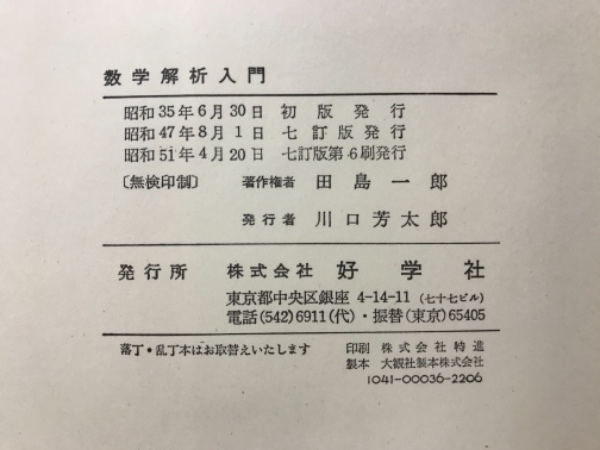 数学解析入門
昭和35年6月30日 初版発行
昭和47年8月1日 七訂版発行
昭和51年4月20日 七訂版第6刷発行
〔無検印制〕 著作権者 田島一郎
発行者 川口芳太郎
発行所 株式会社 好学社
東京都中央区銀座 4-14-11 (七十七ビル)
電話(542)6911(代)・振替(東京)65405
落丁・乱丁本はお取替えいたします 印刷 株式会社特進
製本 大観社製本株式会社
1041-00036-2206